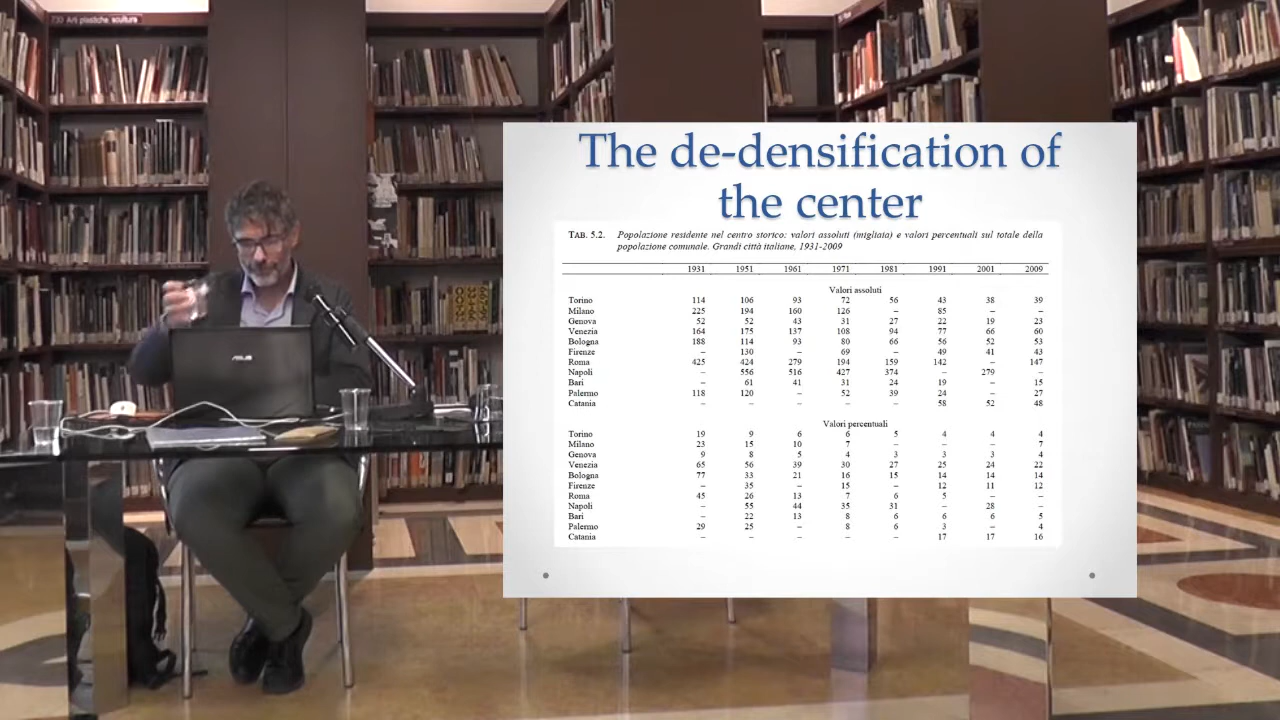 730 Arti plastiche scultura
The de-densification of
the center
TAB. 5.2. Popolazione residente nel centro storico: valori assoluti (migliaia) e valori percentuali sul totale della
popolazione comunale. Grandi città italiane, 1931-2009
1931 1951 1961 1971 1981 1991 2001 2009
Valori assoluti
Torino 114 106 93 72 56 43 38 39
Milano 225 194 160 126 – 85 – –
Genova 52 52 43 31 27 22 19 23
Venezia 164 175 137 108 94 77 66 60
Bologna 188 114 93 80 66 56 52 53
Firenze – 130 – 69 – 49 41 43
Roma 425 424 279 194 159 142 – 147
Napoli – 556 516 427 374 – 279 –
Bari – 61 41 31 24 19 – 15
Palermo 118 120 – 52 39 24 – 27
Catania – – – – – 58 52 48
Valori percentuali
Torino 19 9 6 6 5 4 4 4
Milano 23 15 10 7 – – – 7
Genova 9 8 5 4 3 3 3 4
Venezia 65 56 39 30 27 25 24 22
Bologna 77 33 21 16 15 14 14 14
Firenze – 35 – 15 – 12 11 12
Roma 45 26 13 7 6 5 – –
Napoli – 55 44 35 31 – 28 –
Bari – 22 13 8 6 6 6 5
Palermo 29 25 – 8 6 3 – 4
Catania – – – – – 17 17 16
ASUS